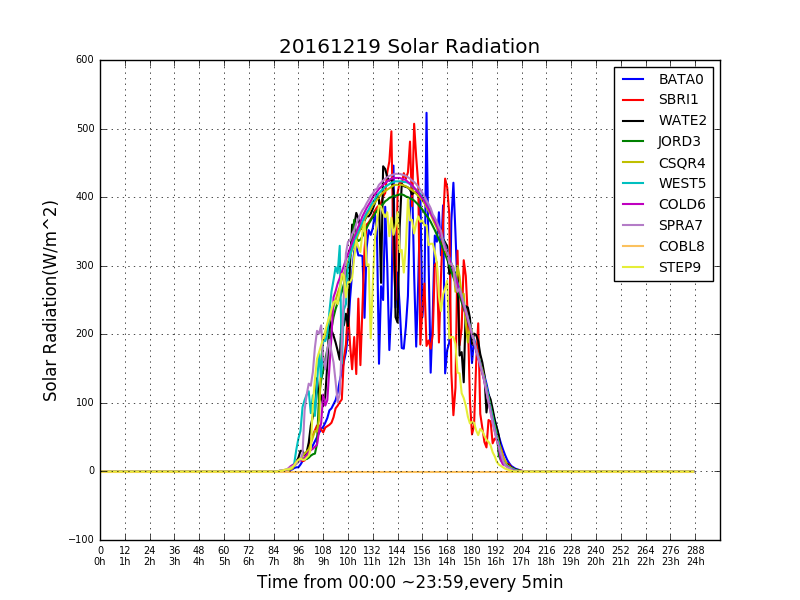 20161219 Solar Radiation
600
500
400
300
200
100
0
−100
Solar Radiation(W/m^2)
BATA0
SBRI1
WATE2
JORD3
CSQR4
WEST5
COLD6
SPRA7
COBL8
STEP9
0 12 24 36 48 60 72 84 96 108 120 132 144 156 168 180 192 204 216 228 240 252 264 276 288
0h 1h 2h 3h 4h 5h 6h 7h 8h 9h 10h 11h 12h 13h 14h 15h 16h 17h 18h 19h 20h 21h 22h 23h 24h
Time from 00:00 ~23:59,every 5min